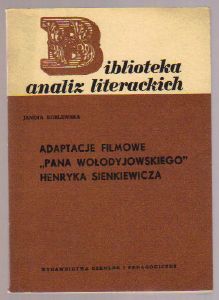 Biblioteka
analiz literackich
JANINA KOBLEWSKA
ADAPTACJE FILMOWE
„PANA WOŁODYJOWSKIEGO”
HENRYKA SIENKIEWICZA
WYDAWNICTWA SZKOLNE I PEDAGOGICZNE